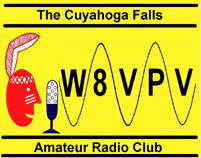 The Cuyahoga Falls
W8VPV
Amateur Radio Club